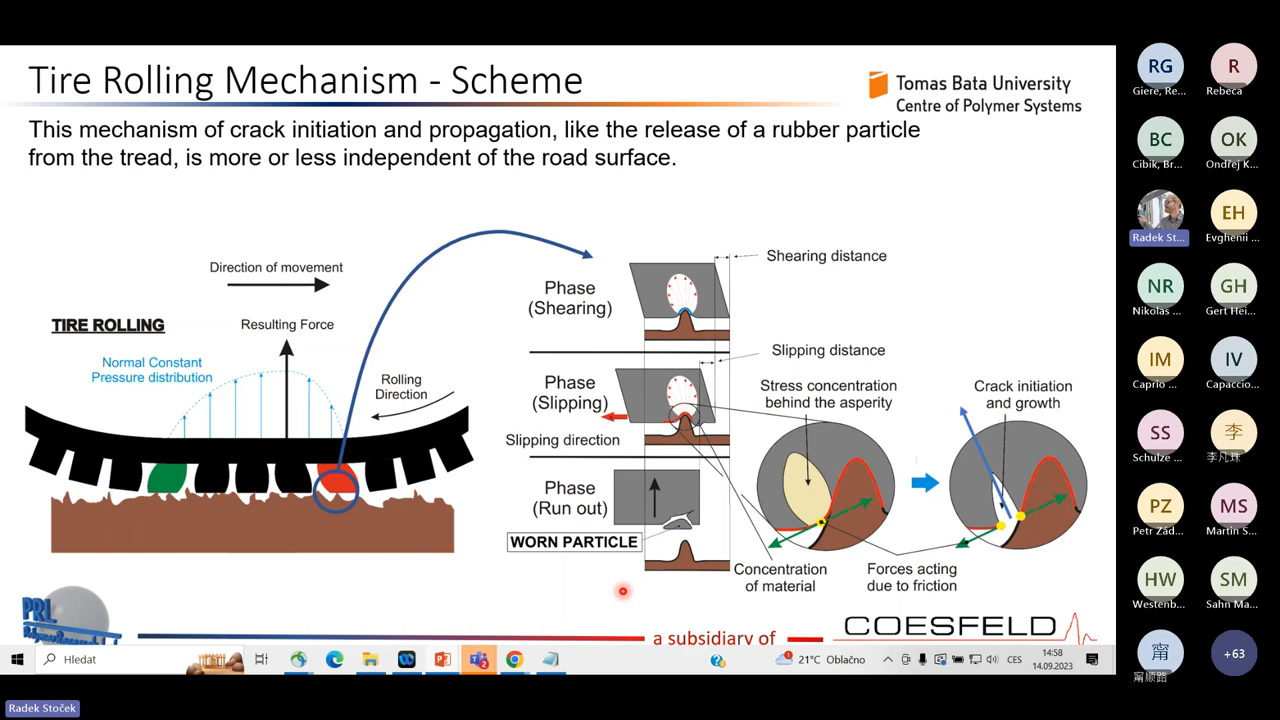 Tire Rolling Mechanism - Scheme
Tomas Bata University
Centre of Polymer Systems
This mechanism of crack initiation and propagation, like the release of a rubber particle
from the tread, is more or less independent of the road surface.
Direction of movement
TIRE ROLLING
Resulting Force
Normal Constant
Pressure distribution
Rolling
Direction
Phase
(Shearing)
Shearing distance
Phase
(Slipping)
Slipping distance
Slipping direction
Phase
(Run out)
WORN PARTICLE
Stress concentration
behind the asperity
Crack initiation
and growth
Concentration
of material
Forces acting
due to friction
PRL
a subsidiary of
COESFELD
Hledat
21°C Oblačno
CES
14:58
14.09.2023
RG
Giere, Re...
R
Rebeca
BC
Cibik, Br...
OK
Ondřej K...
Radek St...
EH
Evghenii ...
NR
Nikolas ...
GH
Gert Hei...
IM
Caprio ...
IV
Capaccio...
SS
Schulze ...
李
李凡珠
PZ
Petr Zád...
MS
Martin S...
HW
Westenb...
SM
Sahn Ma...
甯
甯顺路
+63
Radek Stoček